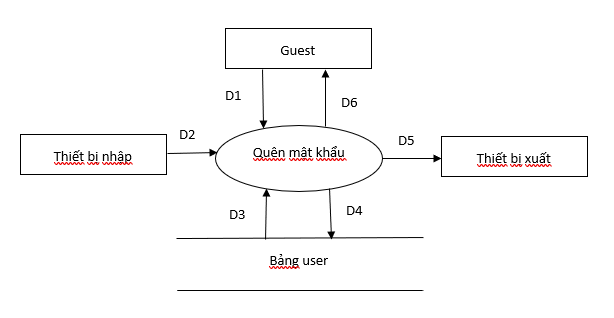 Guest
D1
D6
D2
D5
Thiết bị nhập
Quên mật khẩu
Thiết bị xuất
D3
D4
Bảng user